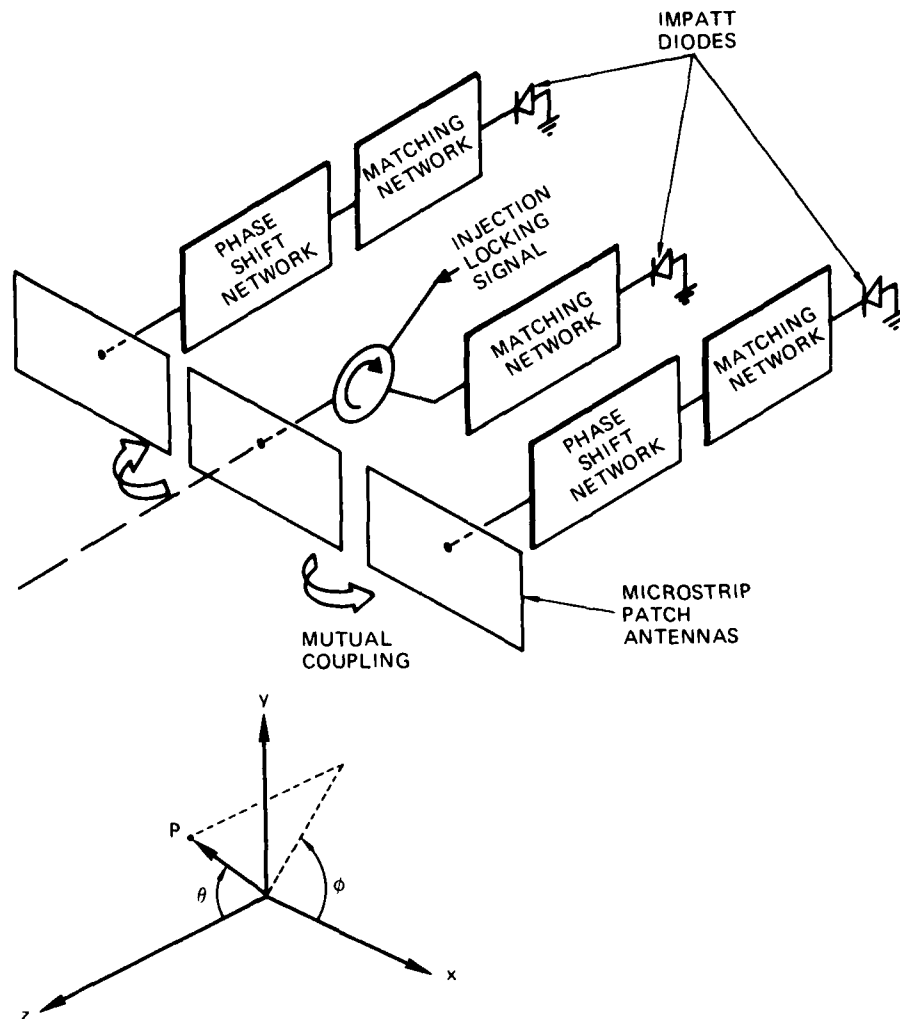 IMPATT
DIODES
MATCHING
NETWORK
PHASE
SHIFT
NETWORK
INJECTION
LOCKING
SIGNAL
MATCHING
NETWORK
MATCHING
NETWORK
PHASE
SHIFT
NETWORK
MICROSTRIP
PATCH
ANTENNAS
MUTUAL
COUPLING
Y
P
θ
ϕ
X
Z